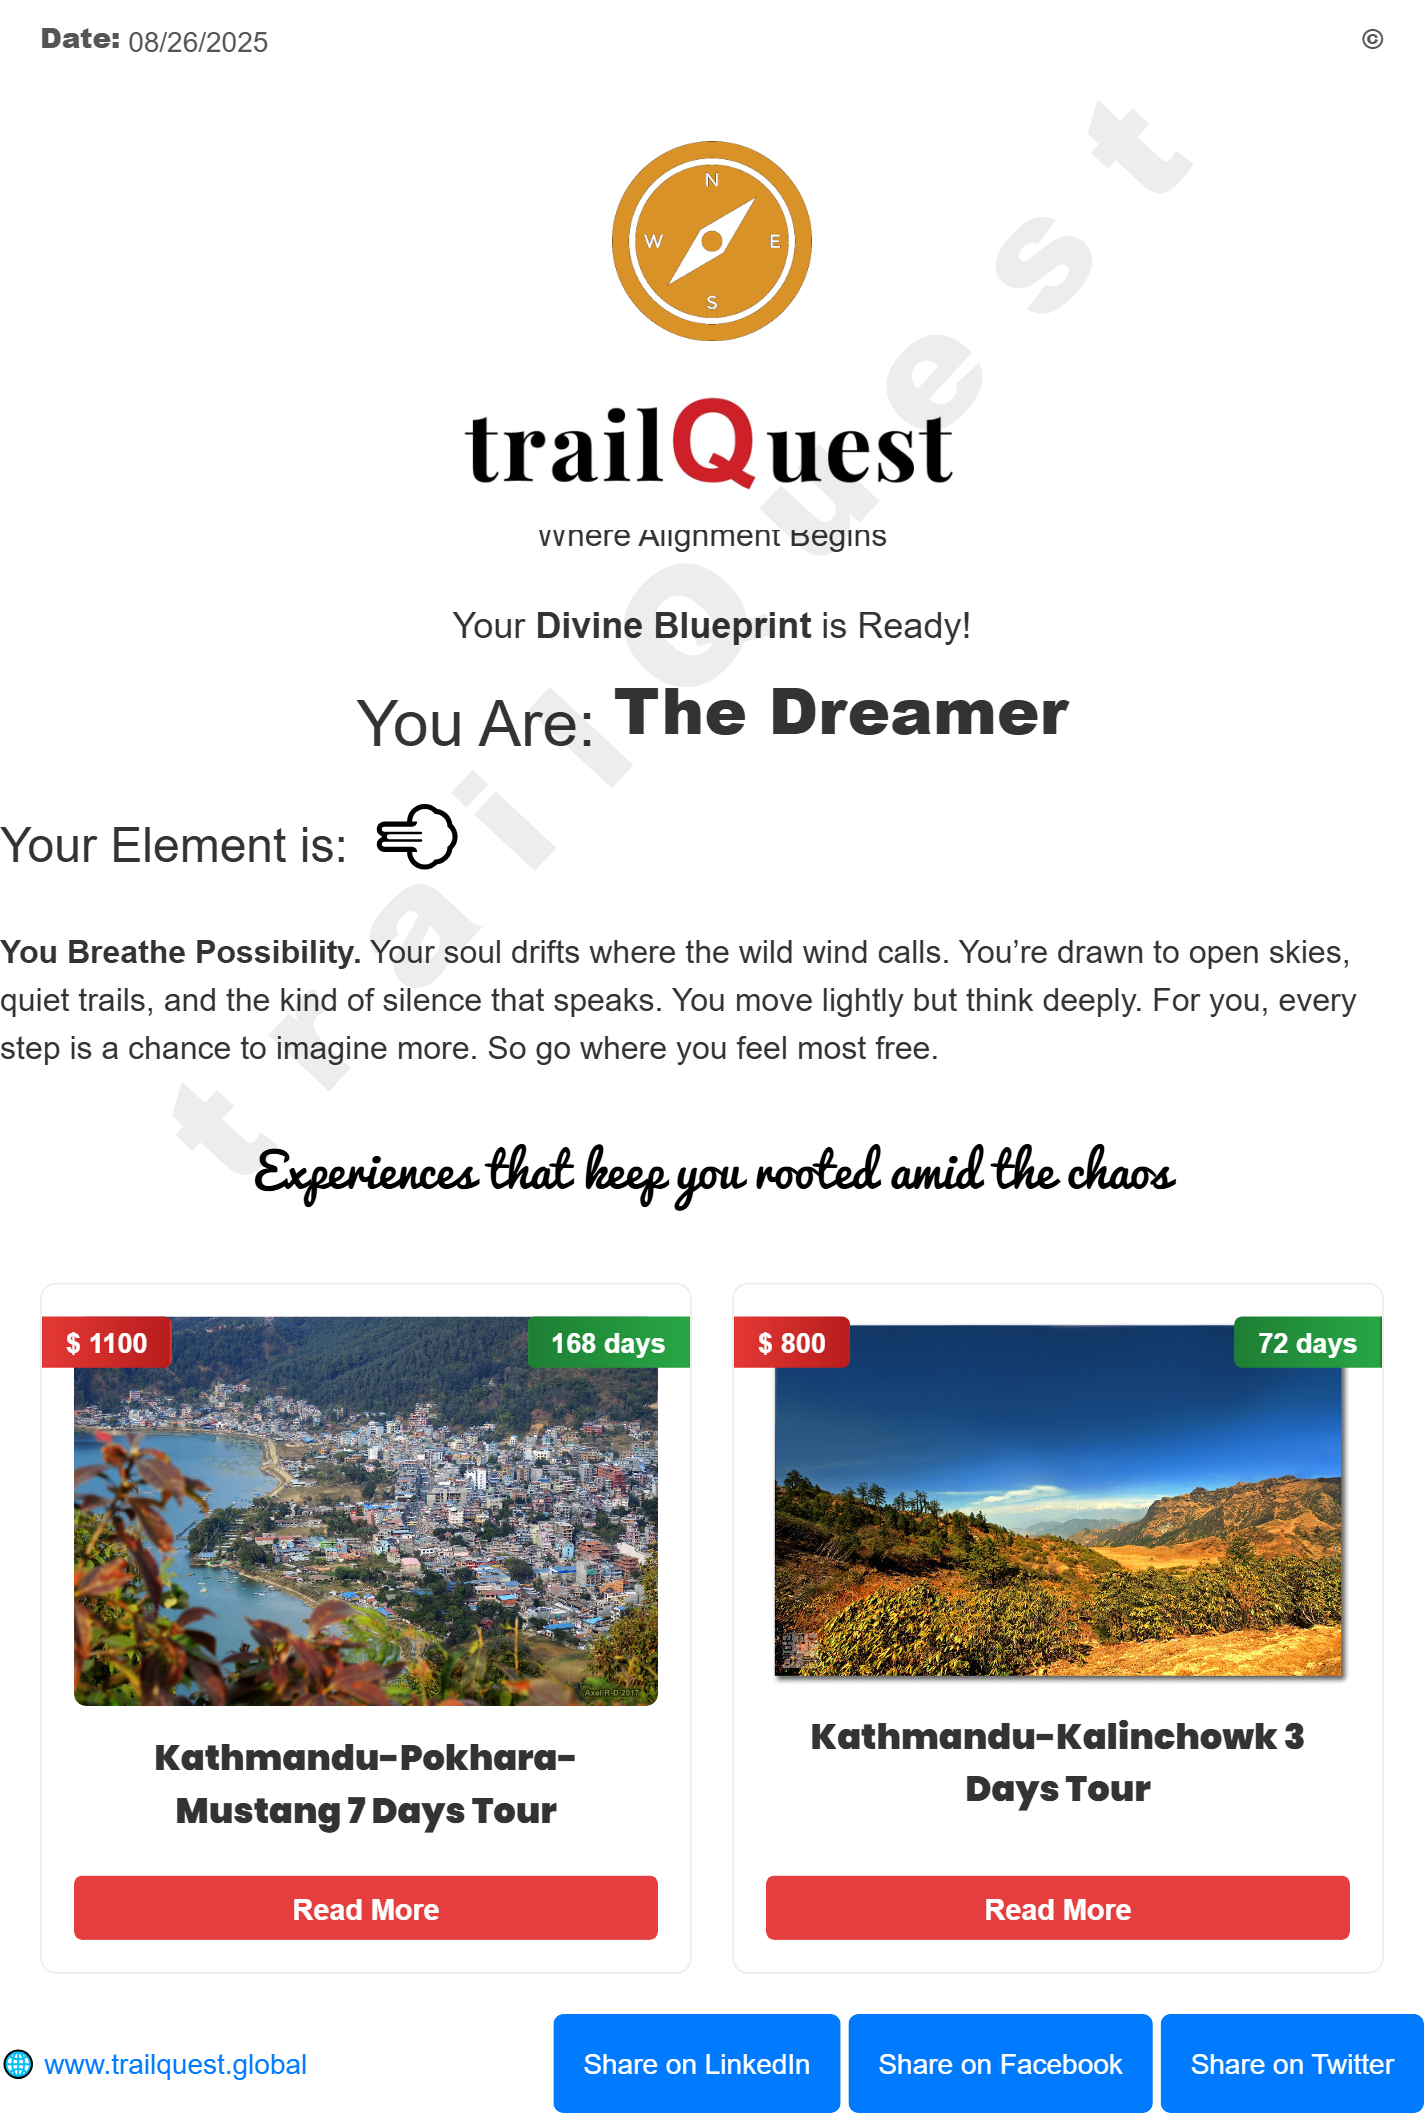 Date: 08/26/2025
©
N
W E
S
trailQuest
Where Alignment Begins
Your Divine Blueprint is Ready!
You Are: The Dreamer
Your Element is:
You Breathe Possibility. Your soul drifts where the wild wind calls. You’re drawn to open skies,
quiet trails, and the kind of silence that speaks. You move lightly but think deeply. For you, every
step is a chance to imagine more. So go where you feel most free.
trailQuest
Experiences that keep you rooted amid the chaos
$ 1100
168 days
Axel R-D 2017
Kathmandu-Pokhara-
Mustang 7 Days Tour
Read More
$ 800
72 days
Kathmandu-Kalinchowk 3
Days Tour
Read More
www.trailquest.global
Share on LinkedIn
Share on Facebook
Share on Twitter